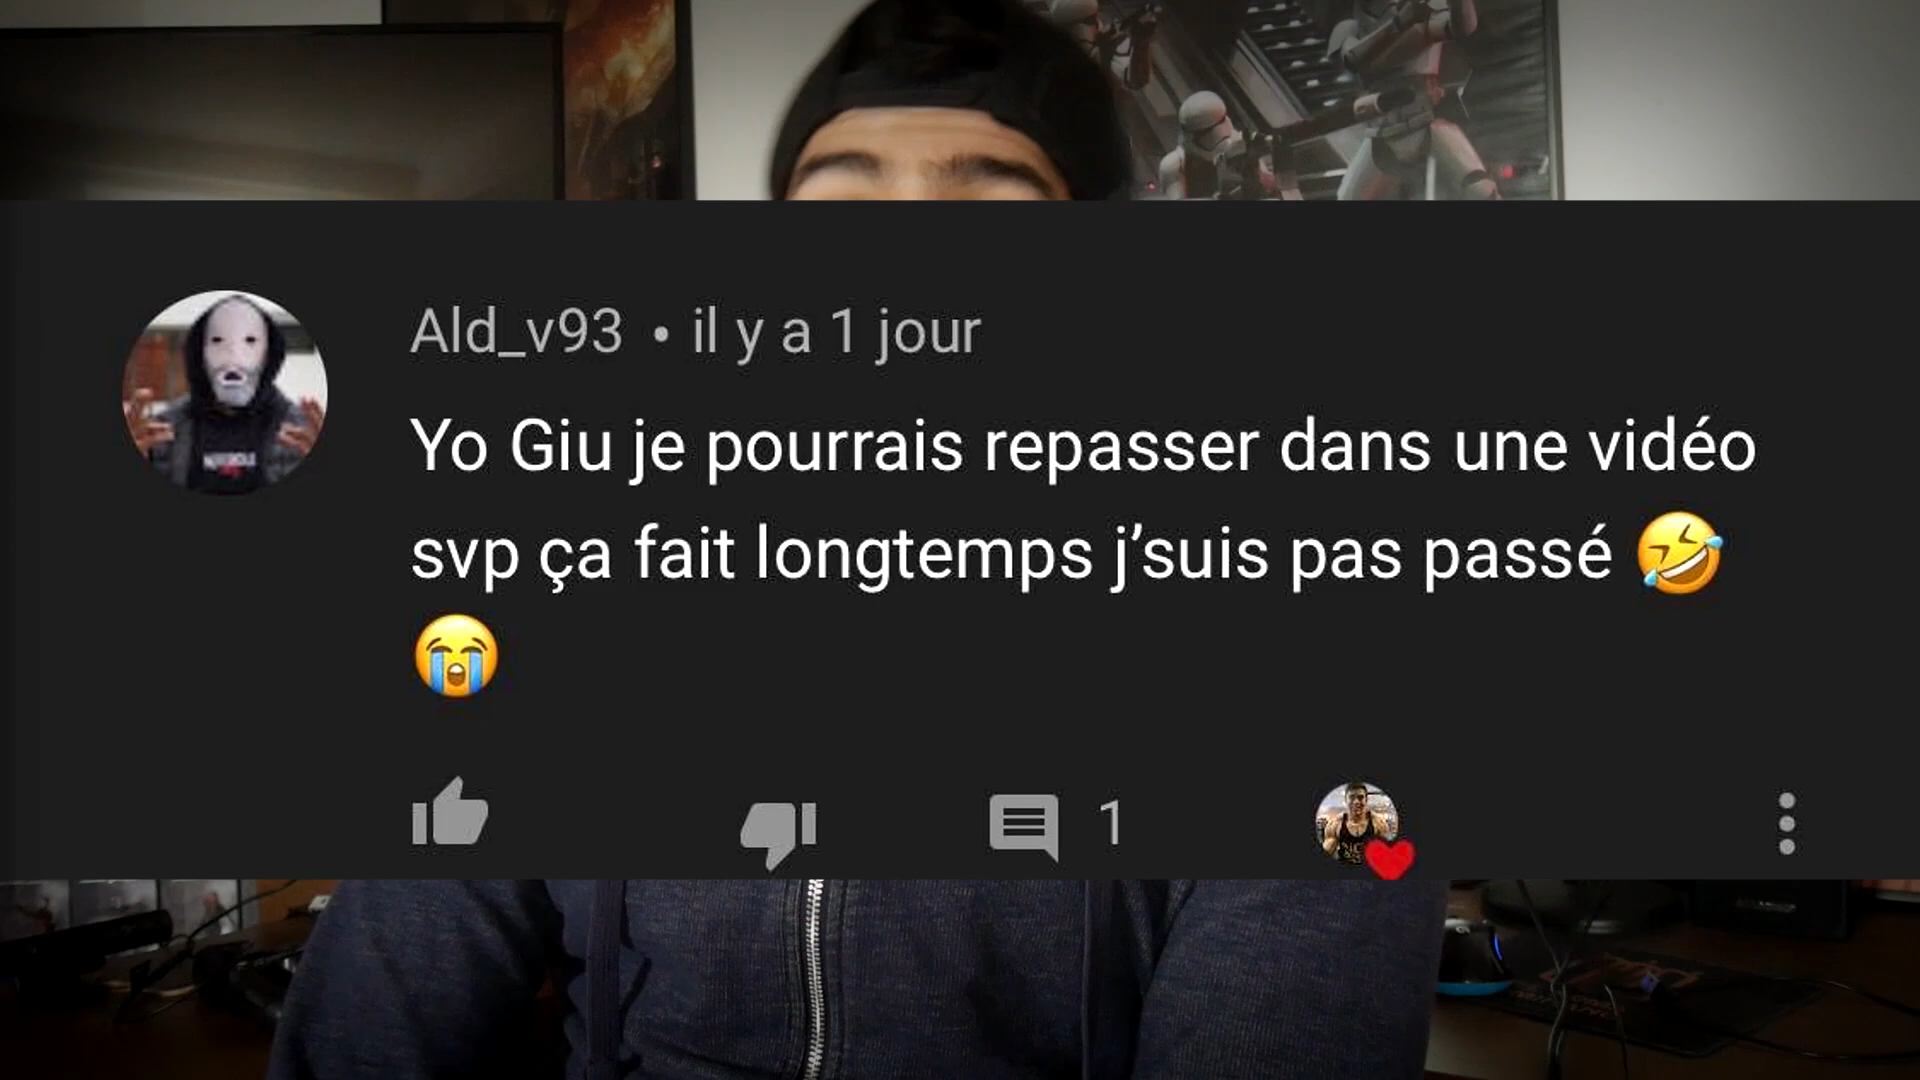 Ald_v93 • il y a 1 jour
Yo Giu je pourrais repasser dans une vidéo
svp ça fait longtemps j’suis pas passé 🤣
😭
1